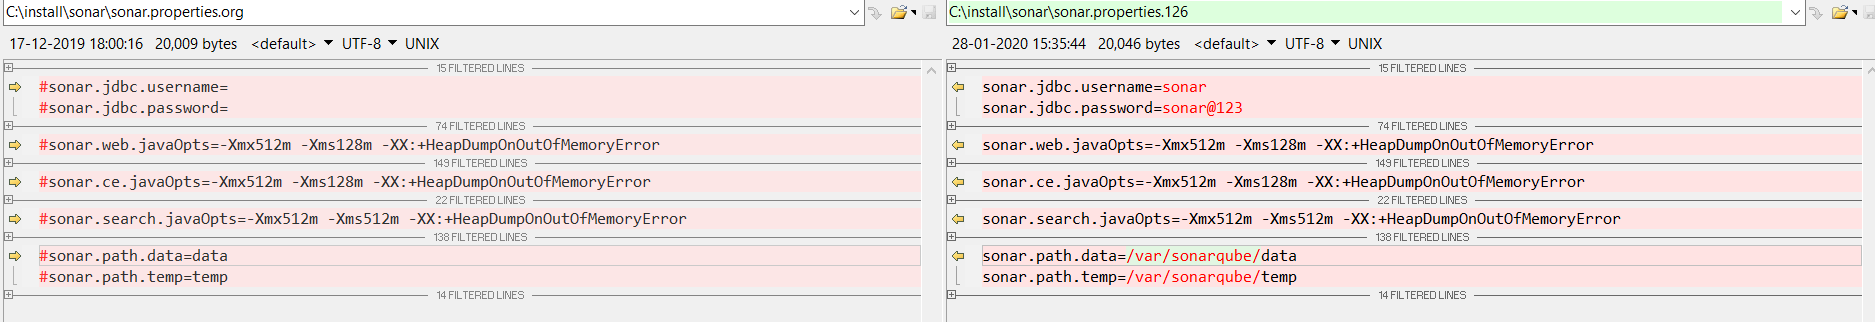 C:\install\sonar\sonar.properties.org
17-12-2019 18:00:16 20,009 bytes <default> UTF-8 UNIX
15 FILTERED LINES
#sonar.jdbc.username=
#sonar.jdbc.password=
74 FILTERED LINES
#sonar.web.javaOpts=-Xmx512m -Xms128m -XX:+HeapDumpOnOutOfMemoryError
149 FILTERED LINES
#sonar.ce.javaOpts=-Xmx512m -Xms128m -XX:+HeapDumpOnOutOfMemoryError
22 FILTERED LINES
#sonar.search.javaOpts=-Xmx512m -Xms512m -XX:+HeapDumpOnOutOfMemoryError
138 FILTERED LINES
#sonar.path.data=data
#sonar.path.temp=temp
14 FILTERED LINES
C:\install\sonar\sonar.properties.126
28-01-2020 15:35:44 20,046 bytes <default> UTF-8 UNIX
15 FILTERED LINES
sonar.jdbc.username=sonar
sonar.jdbc.password=sonar@123
74 FILTERED LINES
sonar.web.javaOpts=-Xmx512m -Xms128m -XX:+HeapDumpOnOutOfMemoryError
149 FILTERED LINES
sonar.ce.javaOpts=-Xmx512m -Xms128m -XX:+HeapDumpOnOutOfMemoryError
22 FILTERED LINES
sonar.search.javaOpts=-Xmx512m -Xms512m -XX:+HeapDumpOnOutOfMemoryError
138 FILTERED LINES
sonar.path.data=/var/sonarqube/data
sonar.path.temp=/var/sonarqube/temp
14 FILTERED LINES